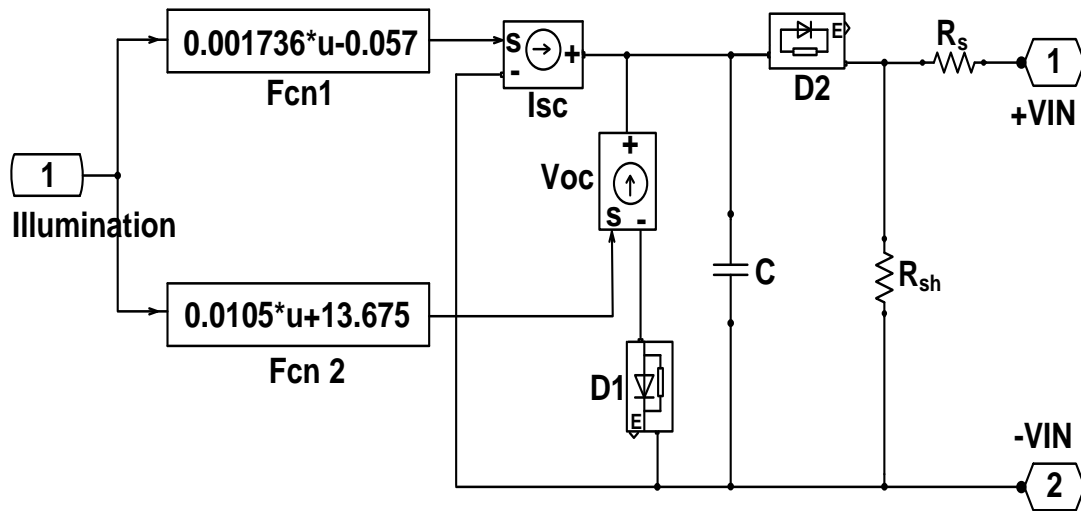 0.001736*u-0.057
Fcn1
S
+
-
Isc
E
D2
Rs
1
+VIN
1
Illumination
+
Voc
S
-
C
Rsh
0.0105*u+13.675
Fcn 2
D1
E
-VIN
2